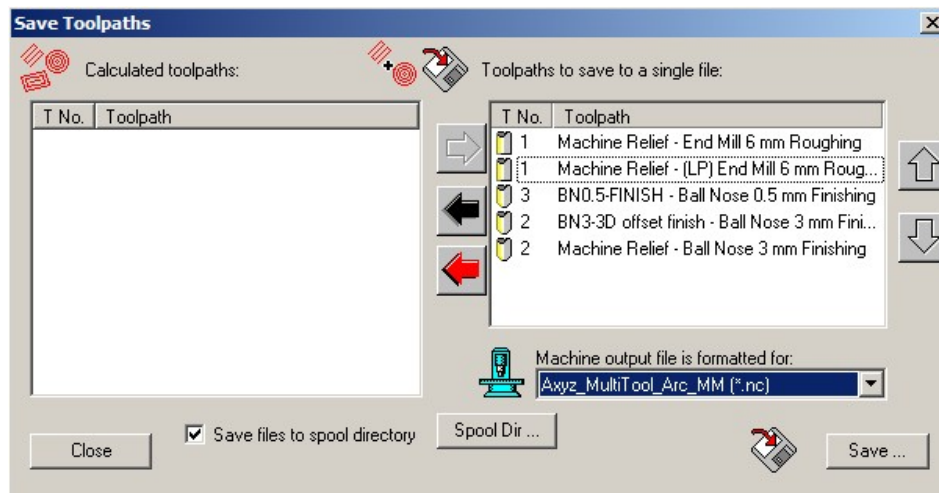 Save Toolpaths
Calculated toolpaths:
Toolpaths to save to a single file:
T No. Toolpath
T No. Toolpath
1 Machine Relief - End Mill 6 mm Roughing
1 Machine Relief - (LP) End Mill 6 mm Roug...
3 BN0.5-FINISH - Ball Nose 0.5 mm Finishing
2 BN3-3D offset finish - Ball Nose 3 mm Fini...
2 Machine Relief - Ball Nose 3 mm Finishing
Machine output file is formatted for:
Axyz_MultiTool_Arc_MM (*.nc)
Close
Save files to spool directory
Spool Dir ...
Save ...